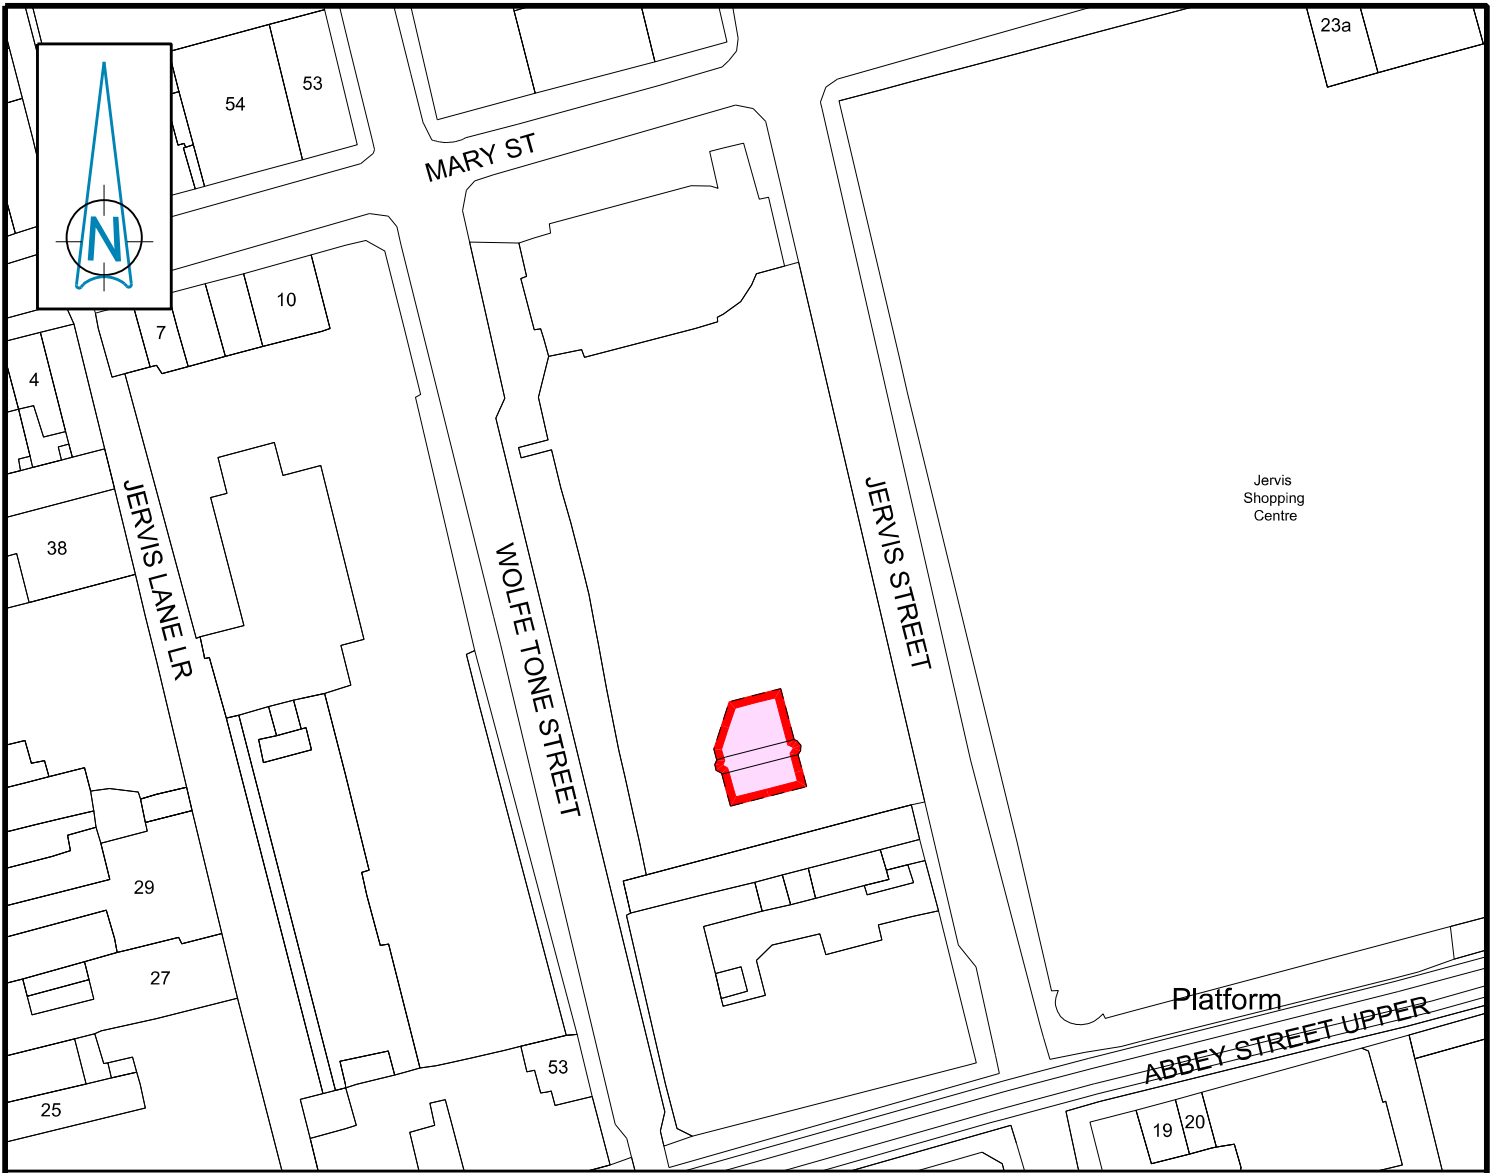 23a
54
53
MARY ST
N
10
7
4
Jervis
Shopping
Centre
JERVIS LANE LR
JERVIS STREET
38
WOLFE TONE STREET
29
27
Platform
ABBEY STREET UPPER
53
25
19
20